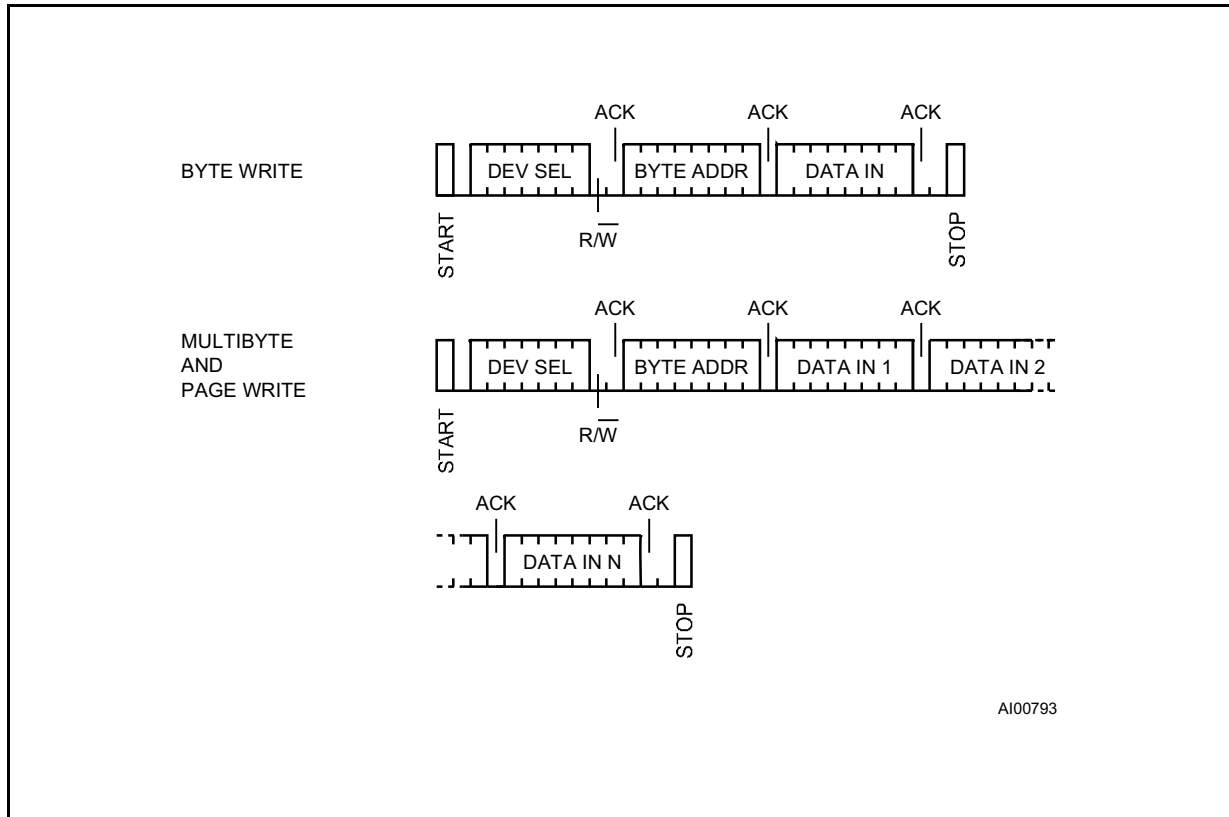 ACK ACK ACK
BYTE WRITE DEV SEL BYTE ADDR DATA IN
R/W̅
START STOP
ACK ACK ACK
MULTIBYTE
AND
PAGE WRITE
DEV SEL BYTE ADDR DATA IN 1 DATA IN 2
R/W̅
START
ACK ACK
DATA IN N
STOP
AI00793